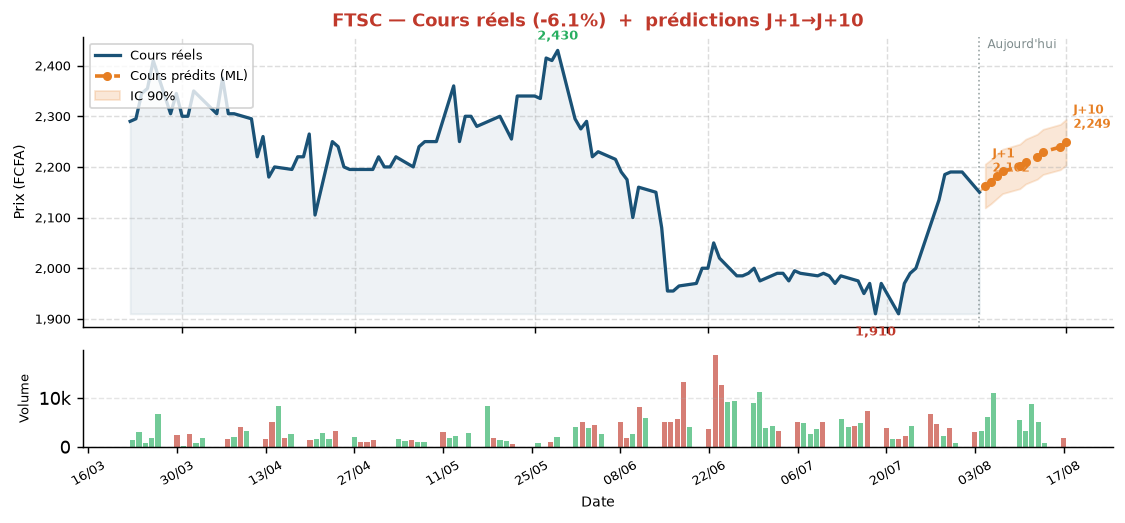 FTSC — Cours réels (-6.1%)  +  prédictions J+1→J+10
2,430
Aujourd'hui
Cours réels
Cours prédits (ML)
IC 90%
J+10
2,249
J+1
Prix (FCFA)
2,400
2,300
2,200
2,100
2,000
1,900
1,910
Volume
10k
0
16/03
30/03
13/04
27/04
11/05
25/05
08/06
22/06
06/07
20/07
03/08
17/08
Date